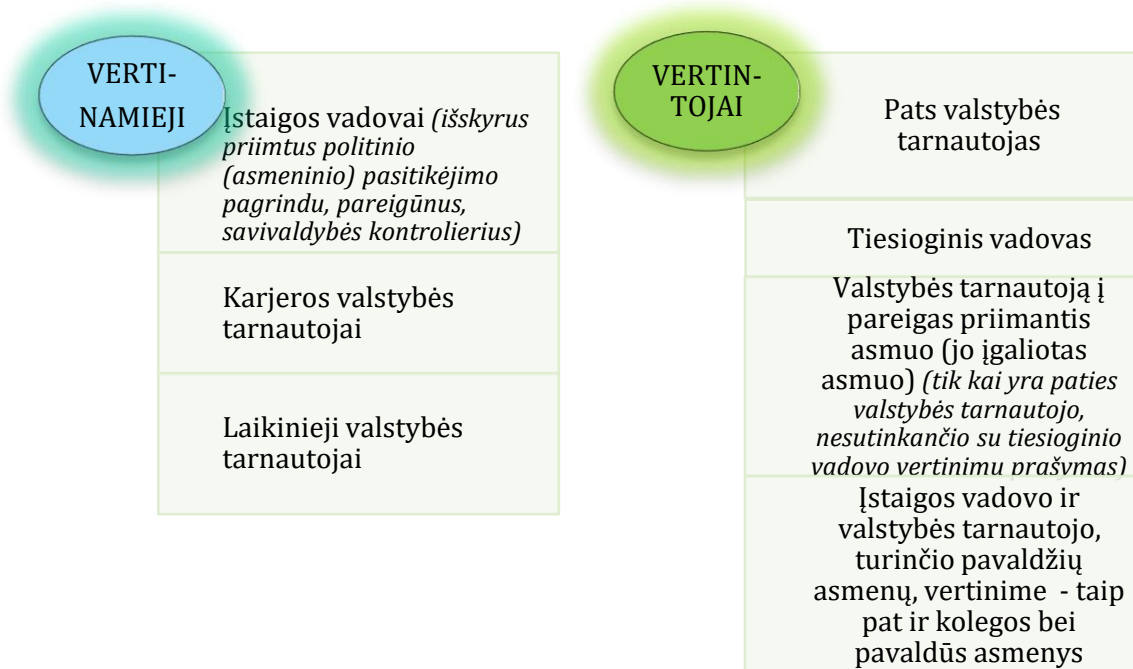 VERTI-
NAMIEJI
Įstaigos vadovai (išskyrus
priimtus politinio
(asmeninio) pasitikėjimo
pagrindu, pareigūnus,
savivaldybės kontrolierius)
Karjeros valstybės
tarnautojai
Laikinieji valstybės
tarnautojai
VERTIN-
TOJAI
Pats valstybės
tarnautojas
Tiesioginis vadovas
Valstybės tarnautoją į
pareigas priimantis
asmuo (jo įgaliotas
asmuo) (tik kai yra paties
valstybės tarnautojo,
nesutinkančio su tiesioginio
vadovo vertinimu prašymas)
Įstaigos vadovo ir
valstybės tarnautojo,
turinčio pavaldžių
asmenų, vertinime - taip
pat ir kolegos bei
pavaldūs asmenys